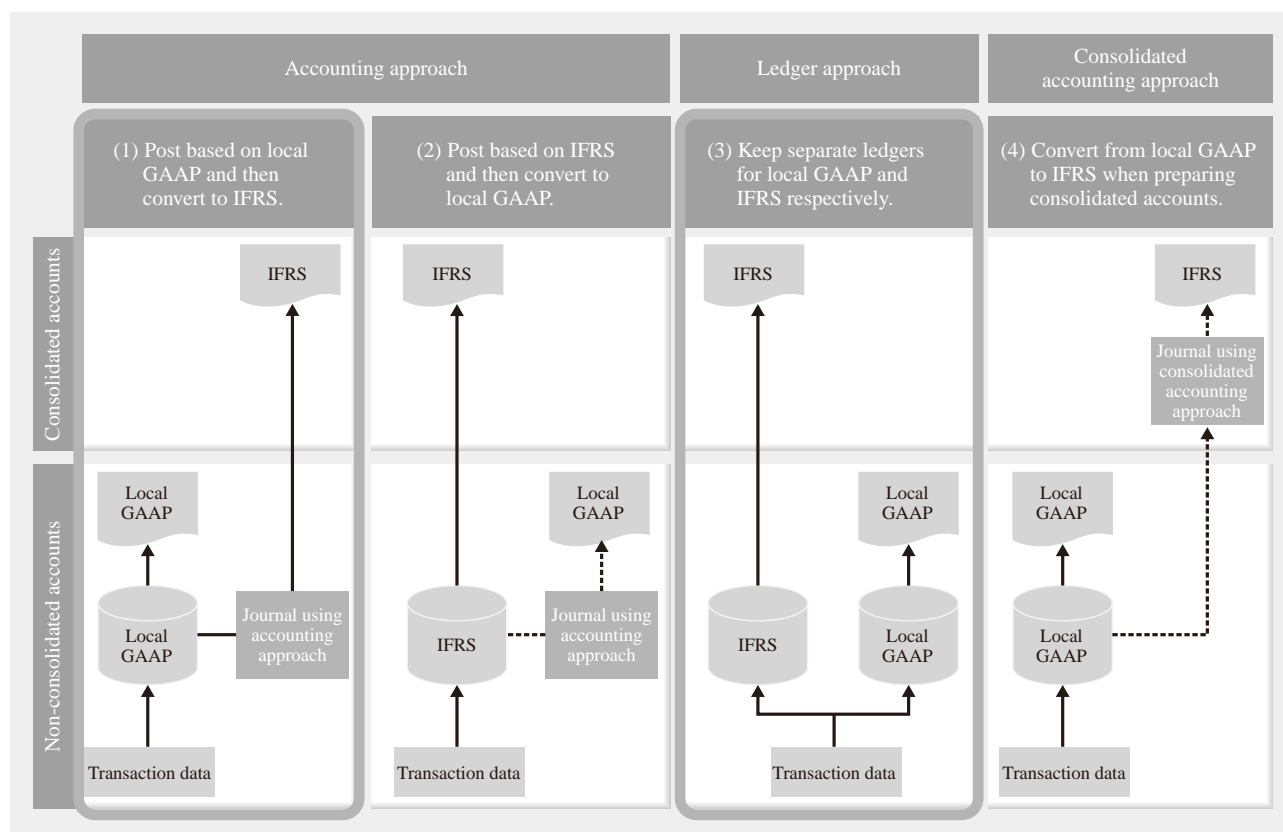 Accounting approach
Ledger approach
Consolidated
accounting approach
(1) Post based on local
GAAP and then
convert to IFRS.
(2) Post based on IFRS
and then convert to
local GAAP.
(3) Keep separate ledgers
for local GAAP and
IFRS respectively.
(4) Convert from local GAAP
to IFRS when preparing
consolidated accounts.
Consolidated accounts
IFRS
IFRS
IFRS
IFRS
Journal using
consolidated
accounting
approach
Non-consolidated accounts
Local
GAAP
Local
GAAP
Journal using
accounting
approach
Transaction data
Local
GAAP
IFRS
Journal using
accounting
approach
Transaction data
Local
GAAP
IFRS
Local
GAAP
Transaction data
Local
GAAP
Local
GAAP
Transaction data